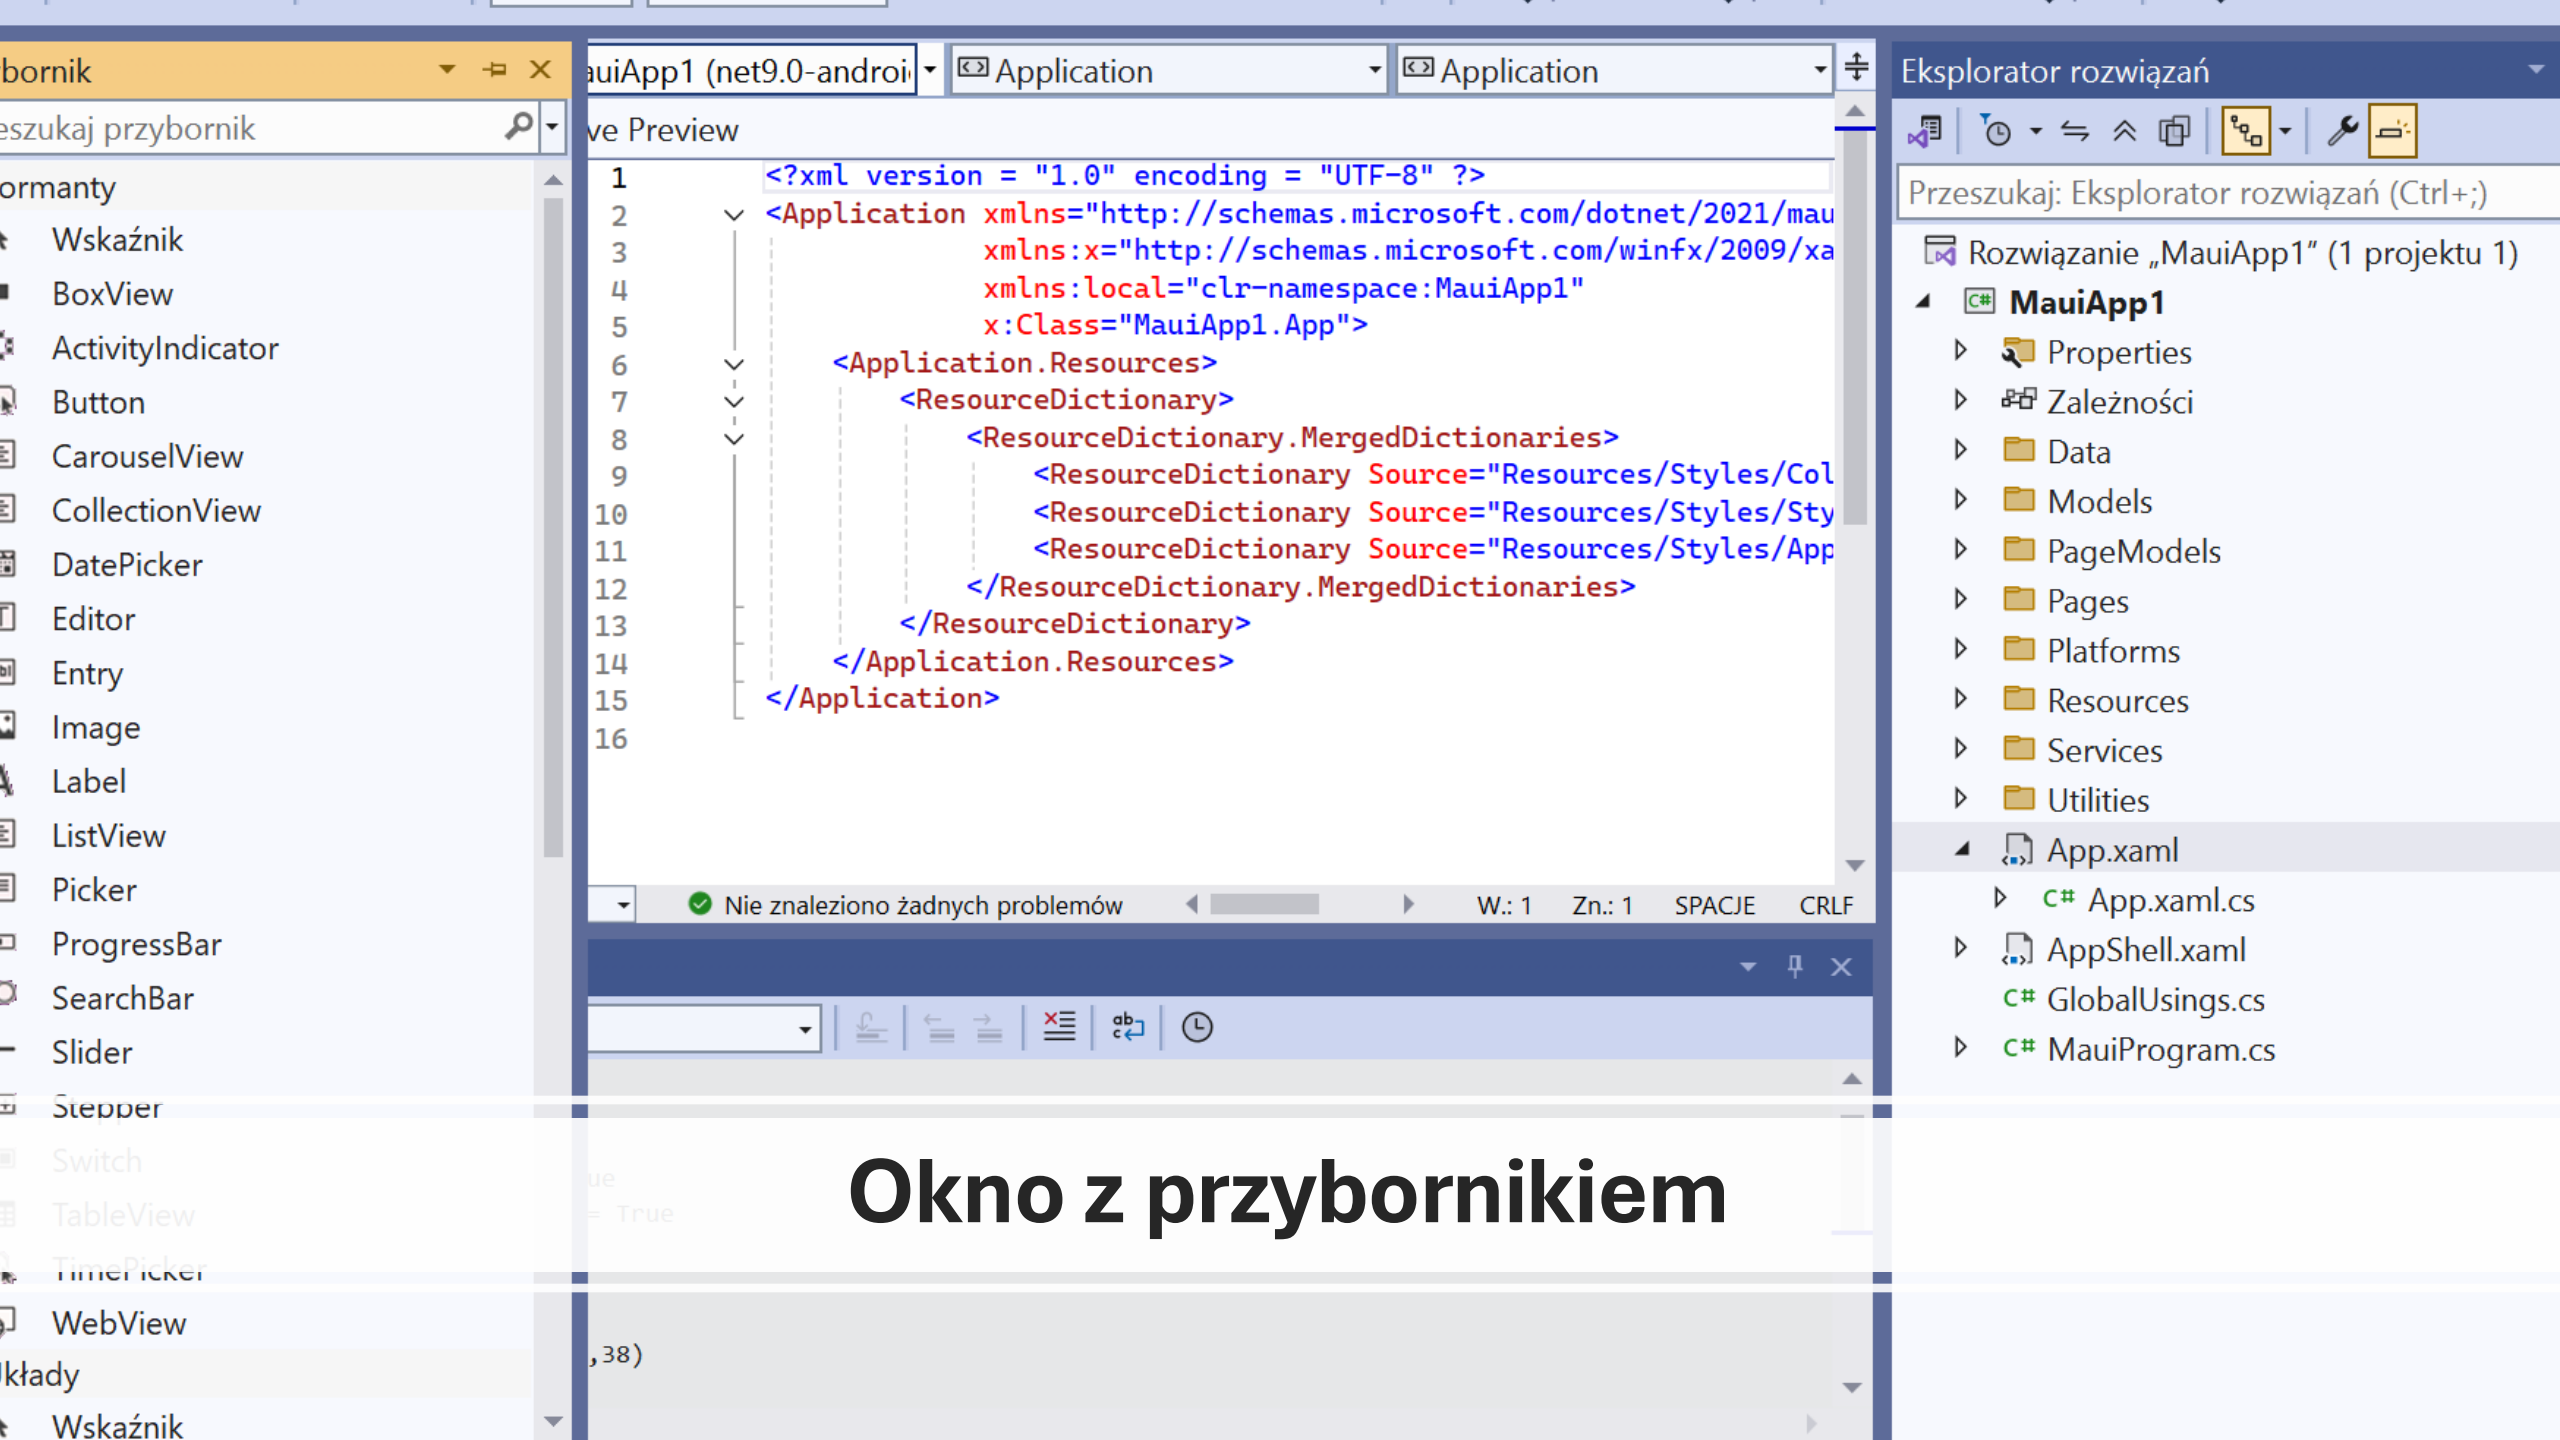 bornik
eszukaj przybornik
ormanty
Wskaźnik
BoxView
ActivityIndicator
Button
CarouselView
CollectionView
DatePicker
Editor
Entry
Image
Label
ListView
Picker
ProgressBar
SearchBar
Slider
Stepper
Switch
TableView
TimePicker
WebView
kłady
Wskaźnik
auiApp1 (net9.0-androi
Application
Application
ve Preview
1 <?xml version = "1.0" encoding = "UTF-8" ?>
2 <Application xmlns="http://schemas.microsoft.com/dotnet/2021/mau
3 xmlns:x="http://schemas.microsoft.com/winfx/2009/xa
4 xmlns:local="clr-namespace:MauiApp1"
5 x:Class="MauiApp1.App">
6 <Application.Resources>
7 <ResourceDictionary>
8 <ResourceDictionary.MergedDictionaries>
9 <ResourceDictionary Source="Resources/Styles/Col
10 <ResourceDictionary Source="Resources/Styles/Sty
11 <ResourceDictionary Source="Resources/Styles/App
12 </ResourceDictionary.MergedDictionaries>
13 </ResourceDictionary>
14 </Application.Resources>
15 </Application>
16
Nie znaleziono żadnych problemów W.: 1 Zn.: 1 SPACJE CRLF
ue
= True
,38)
Okno z przybornikiem
Eksplorator rozwiązań
Przeszukaj: Eksplorator rozwiązań (Ctrl+;)
Rozwiązanie „MauiApp1” (1 projektu 1)
C# MauiApp1
Properties
Zależności
Data
Models
PageModels
Pages
Platforms
Resources
Services
Utilities
App.xaml
C# App.xaml.cs
AppShell.xaml
C# GlobalUsings.cs
C# MauiProgram.cs